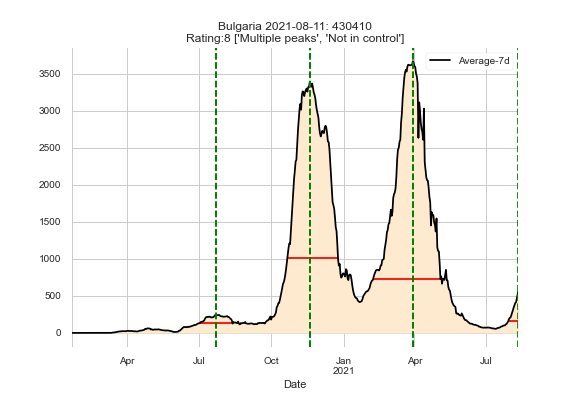 Bulgaria 2021-08-11: 430410
Rating:8 ['Multiple peaks', 'Not in control']
Average-7d
3500
3000
2500
2000
1500
1000
500
0
Apr Jul Oct Jan Apr Jul
2021
Date